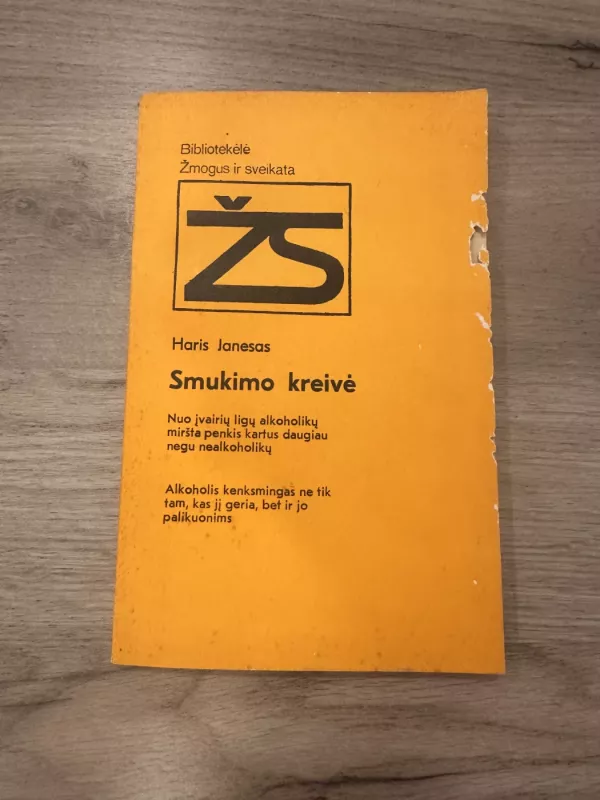 Bibliotekėlė
Žmogus ir sveikata
ŽS
Haris Janesas
Smukimo kreivė
Nuo įvairių ligų alkoholikų
miršta penkis kartus daugiau
negu nealkoholikų
Alkoholis kenksmingas ne tik
tam, kas jį geria, bet ir jo
palikuonims